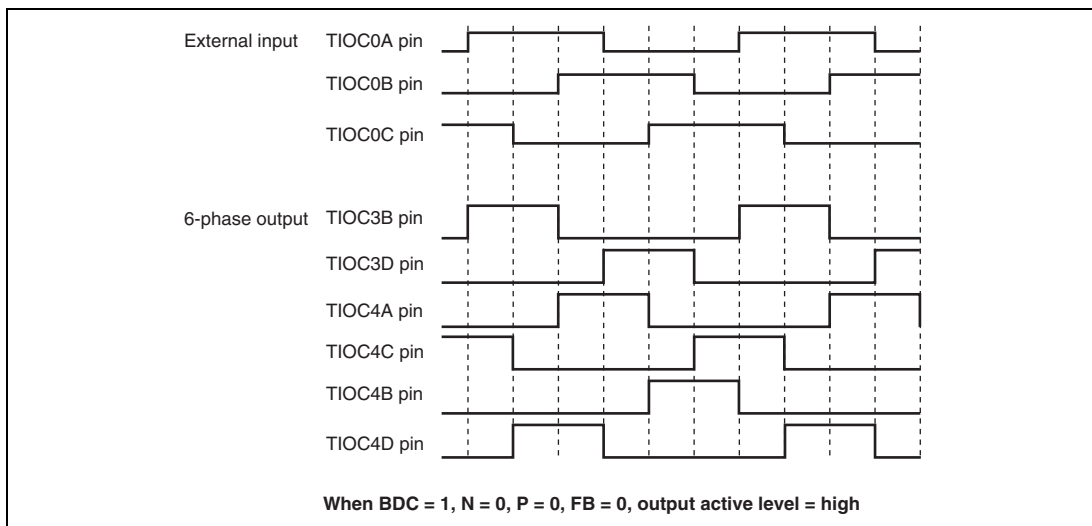 External input TIOC0A pin
TIOC0B pin
TIOC0C pin
6-phase output TIOC3B pin
TIOC3D pin
TIOC4A pin
TIOC4C pin
TIOC4B pin
TIOC4D pin
When BDC = 1, N = 0, P = 0, FB = 0, output active level = high